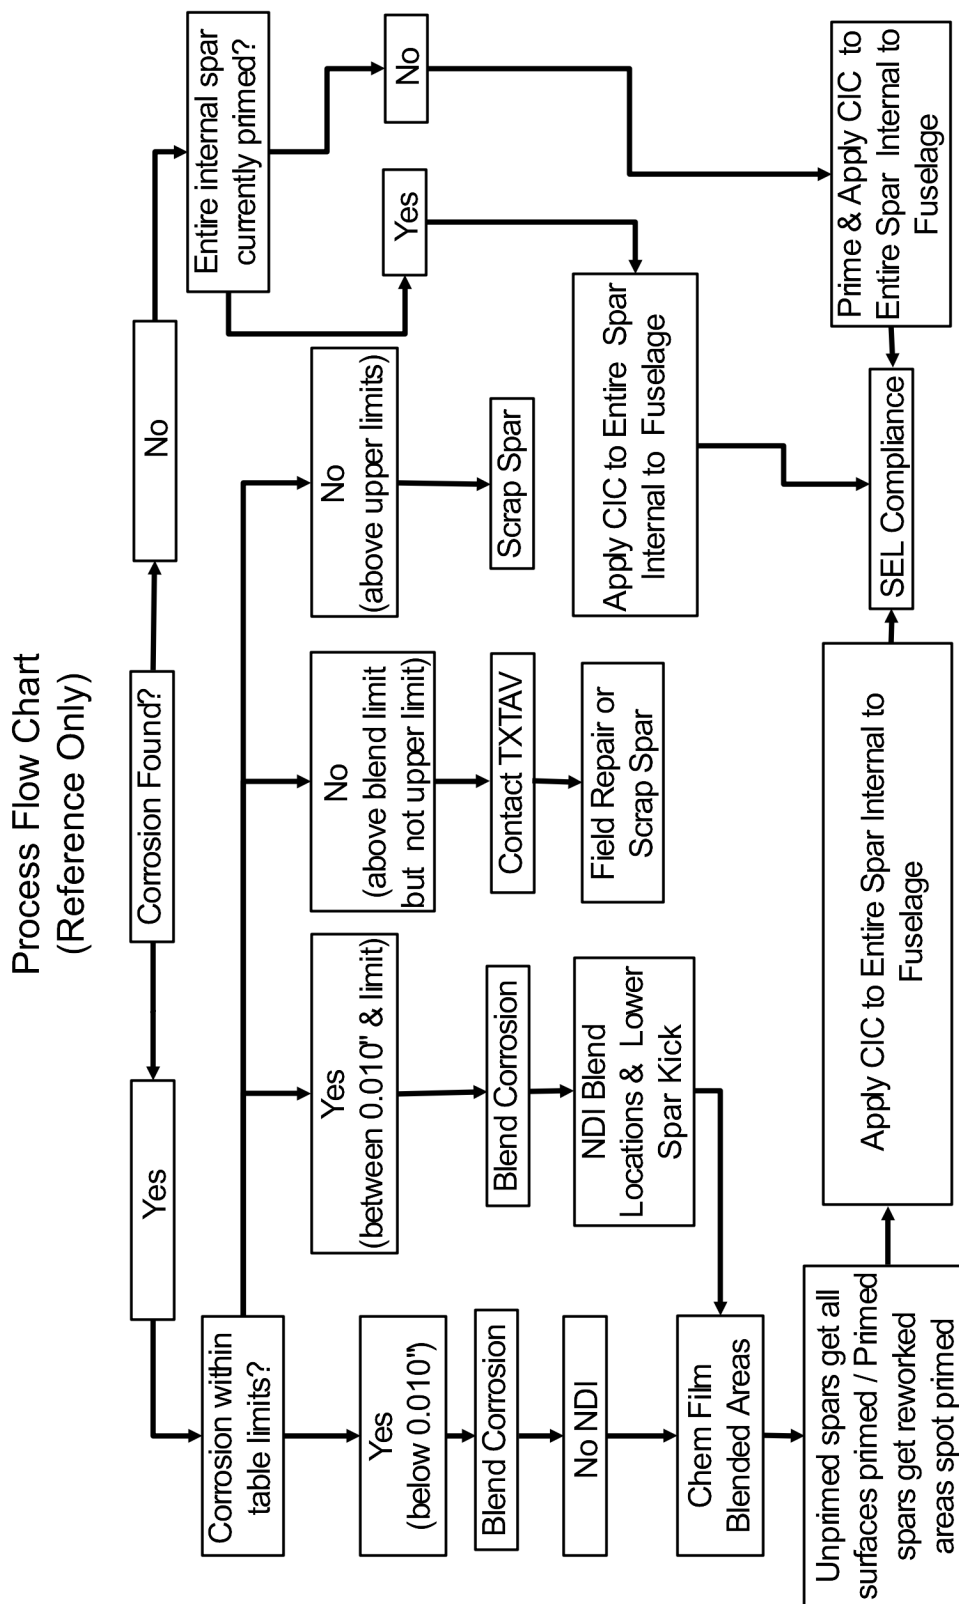 Process Flow Chart
(Reference Only)
Corrosion Found?
Yes
No
Corrosion within
table limits?
Entire internal spar
currently primed?
Yes
(below 0.010")
Yes
(between 0.010" & limit)
No
(above blend limit
but not upper limit)
No
(above upper limits)
Yes
No
Blend Corrosion
Blend Corrosion
Contact TXTAV
Scrap Spar
No NDI
NDI Blend
Locations & Lower
Spar Kick
Field Repair or
Scrap Spar
Apply CIC to Entire Spar
Internal to Fuselage
Chem Film
Blended Areas
Unprimed spars get all
surfaces primed / Primed
spars get reworked
areas spot primed
Apply CIC to Entire Spar Internal to
Fuselage
SEL Compliance
Prime & Apply CIC to
Entire Spar Internal to
Fuselage